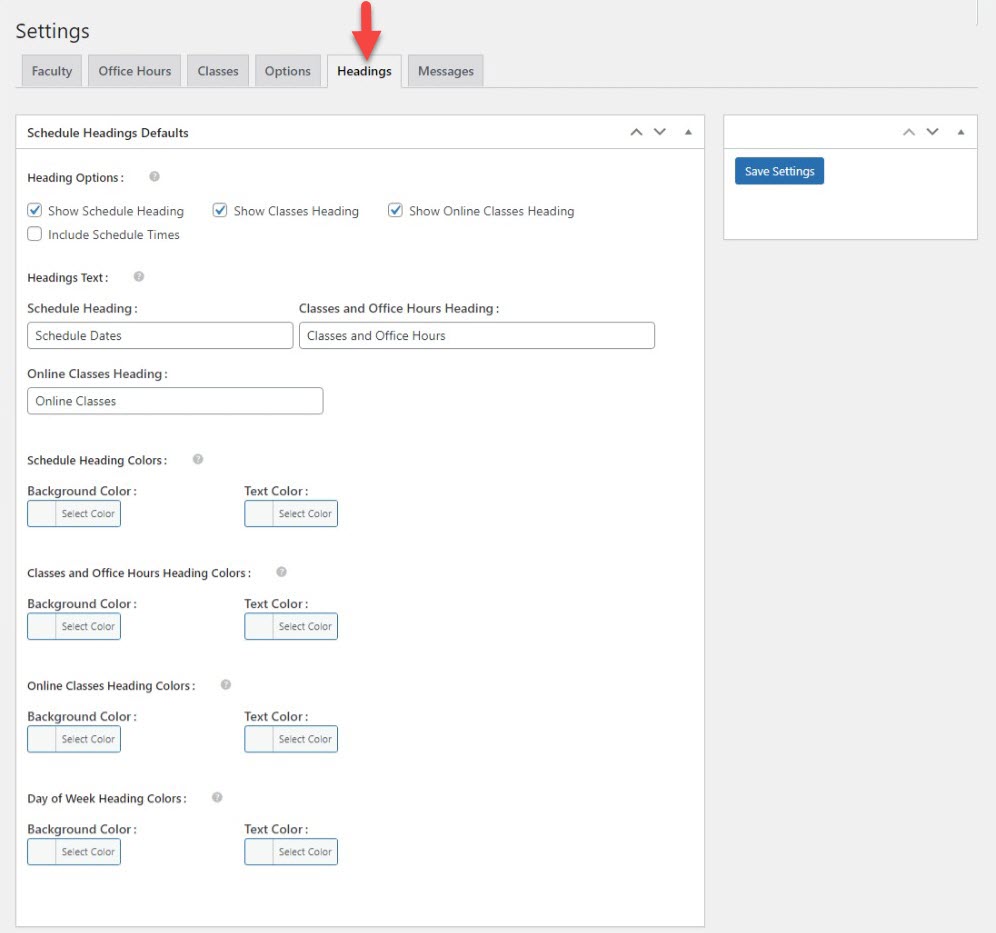 Settings
Faculty Office Hours Classes Options Headings Messages
Schedule Headings Defaults
Save Settings
Heading Options :
Show Schedule Heading Show Classes Heading Show Online Classes Heading
Include Schedule Times
Headings Text :
Schedule Heading : Classes and Office Hours Heading :
Schedule Dates Classes and Office Hours
Online Classes Heading :
Online Classes
Schedule Heading Colors :
Background Color : Text Color :
Select Color Select Color
Classes and Office Hours Heading Colors :
Background Color : Text Color :
Select Color Select Color
Online Classes Heading Colors :
Background Color : Text Color :
Select Color Select Color
Day of Week Heading Colors :
Background Color : Text Color :
Select Color Select Color